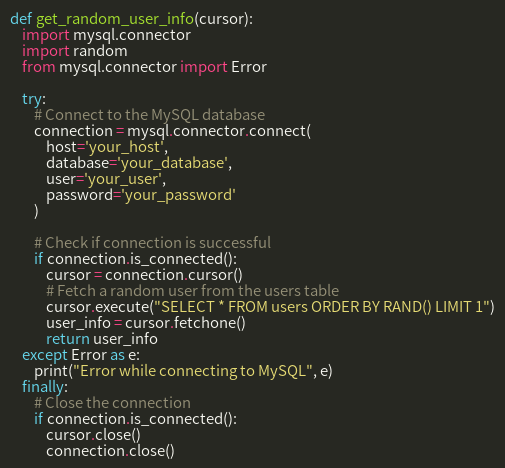 def get_random_user_info(cursor):
    import mysql.connector
    import random
    from mysql.connector import Error

    try:
        # Connect to the MySQL database
        connection = mysql.connector.connect(
            host='your_host',
            database='your_database',
            user='your_user',
            password='your_password'
        )

        # Check if connection is successful
        if connection.is_connected():
            cursor = connection.cursor()
            # Fetch a random user from the users table
            cursor.execute("SELECT * FROM users ORDER BY RAND() LIMIT 1")
            user_info = cursor.fetchone()
            return user_info
    except Error as e:
        print("Error while connecting to MySQL", e)
    finally:
        # Close the connection
        if connection.is_connected():
            cursor.close()
            connection.close()